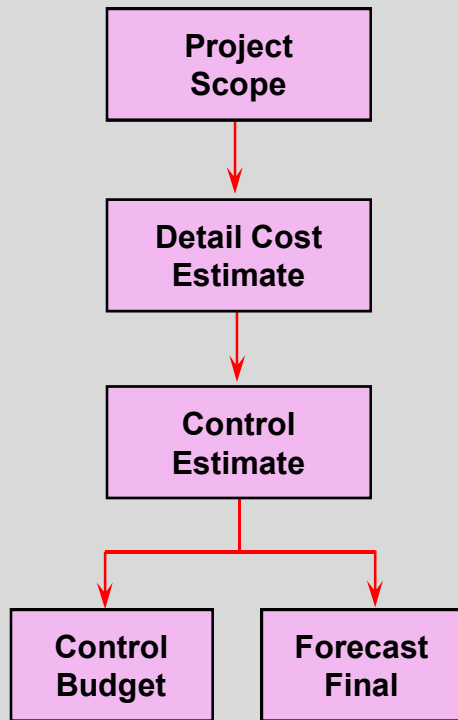 Project
Scope
Detail Cost
Estimate
Control
Estimate
Control
Budget
Forecast
Final